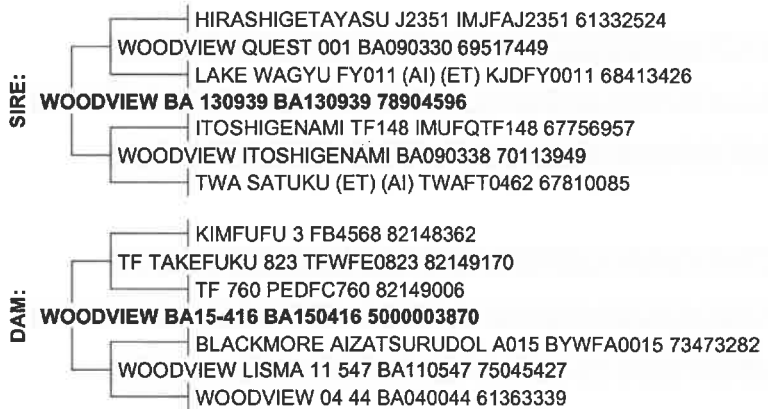 SIRE:
HIRASHIGETAYASU J2351 IMJFAJ2351 61332524
WOODVIEW QUEST 001 BA090330 69517449
LAKE WAGYU FY011 (AI) (ET) KJDFY0011 68413426
WOODVIEW BA 130939 BA130939 78904596
ITOSHIGENAMI TF148 IMUFQTF148 67756957
WOODVIEW ITOSHIGENAMI BA090338 70113949
TWA SATUKU (ET) (AI) TWAFT0462 67810085
DAM:
KIMFUFU 3 FB4568 82148362
TF TAKEFUKU 823 TFWFE0823 82149170
TF 760 PEDFC760 82149006
WOODVIEW BA15-416 BA150416 5000003870
BLACKMORE AIZATSURUDOL A015 BYWFA0015 73473282
WOODVIEW LISMA 11 547 BA110547 75045427
WOODVIEW 04 44 BA040044 61363339